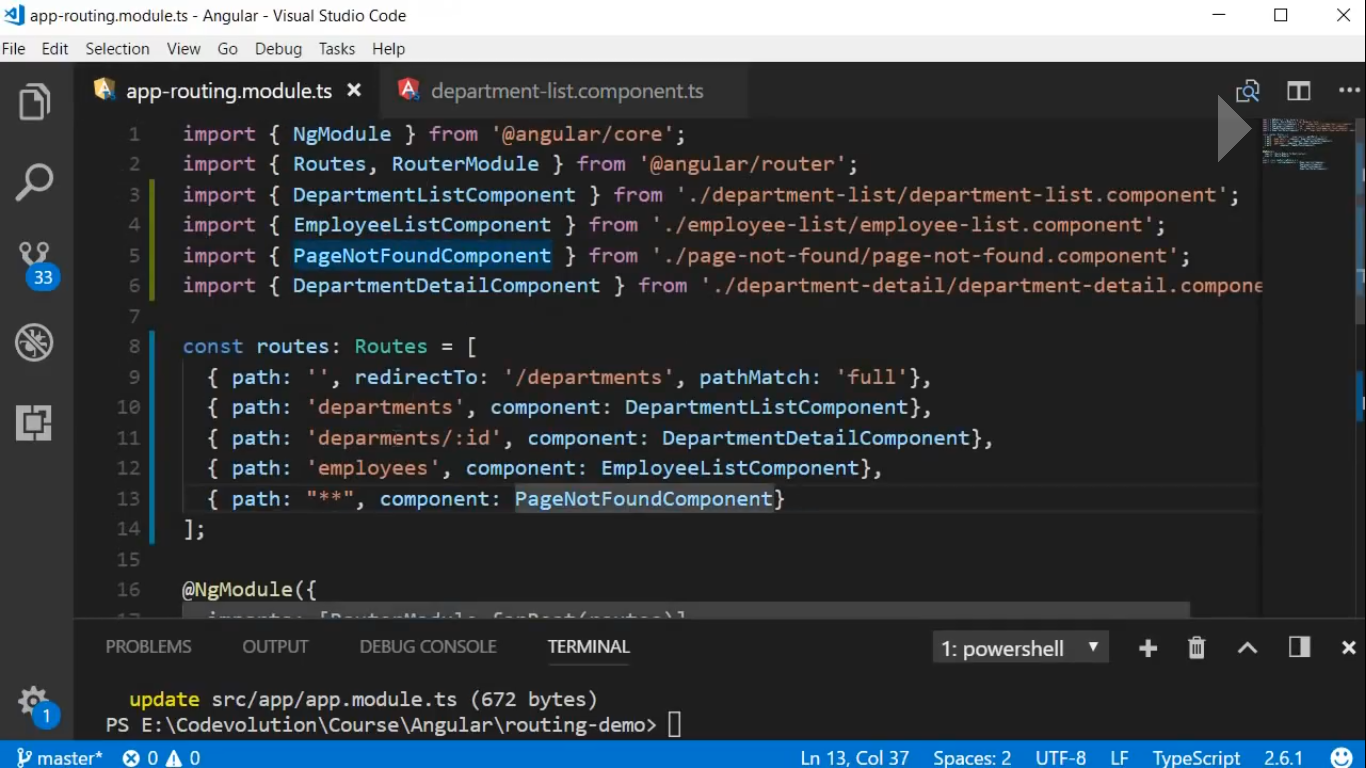 app-routing.module.ts - Angular - Visual Studio Code
File Edit Selection View Go Debug Tasks Help
app-routing.module.ts department-list.component.ts
1 import { NgModule } from '@angular/core';
2 import { Routes, RouterModule } from '@angular/router';
3 import { DepartmentListComponent } from './department-list/department-list.component';
4 import { EmployeeListComponent } from './employee-list/employee-list.component';
5 import { PageNotFoundComponent } from './page-not-found/page-not-found.component';
6 import { DepartmentDetailComponent } from './department-detail/department-detail.compone
7
8 const routes: Routes = [
9 { path: '', redirectTo: '/departments', pathMatch: 'full'},
10 { path: 'departments', component: DepartmentListComponent},
11 { path: 'deparments/:id', component: DepartmentDetailComponent},
12 { path: 'employees', component: EmployeeListComponent},
13 { path: "**", component: PageNotFoundComponent}
14 ];
15
16 @NgModule({
17 imports: [RouterModule.forRoot(routes)]
33
PROBLEMS OUTPUT DEBUG CONSOLE TERMINAL 1: powershell
update src/app/app.module.ts (672 bytes)
PS E:\Codevolution\Course\Angular\routing-demo>
1
master* 0 0 Ln 13, Col 37 Spaces: 2 UTF-8 LF TypeScript 2.6.1